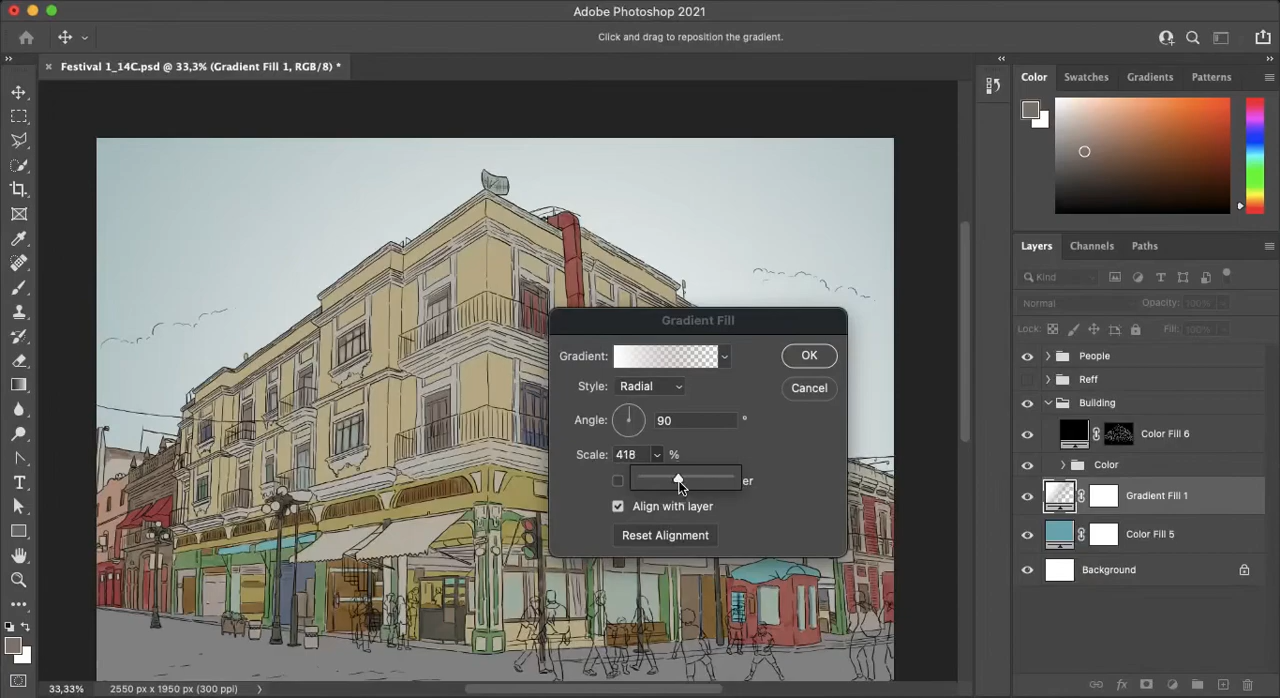 Adobe Photoshop 2021
Click and drag to reposition the gradient.
Festival 1_14C.psd @ 33,3% (Gradient Fill 1, RGB/8) *
Color Swatches Gradients Patterns
Layers Channels Paths
Kind
Normal Opacity: 100%
Lock: Fill: 100%
People
Reff
Building
Color Fill 6
Color
Gradient Fill 1
Color Fill 5
Background
Gradient Fill
Gradient: OK
Style: Radial Cancel
Angle: 90 °
Scale: 418 %
er
Align with layer
Reset Alignment
33,33% 2550 px x 1950 px (300 ppi)